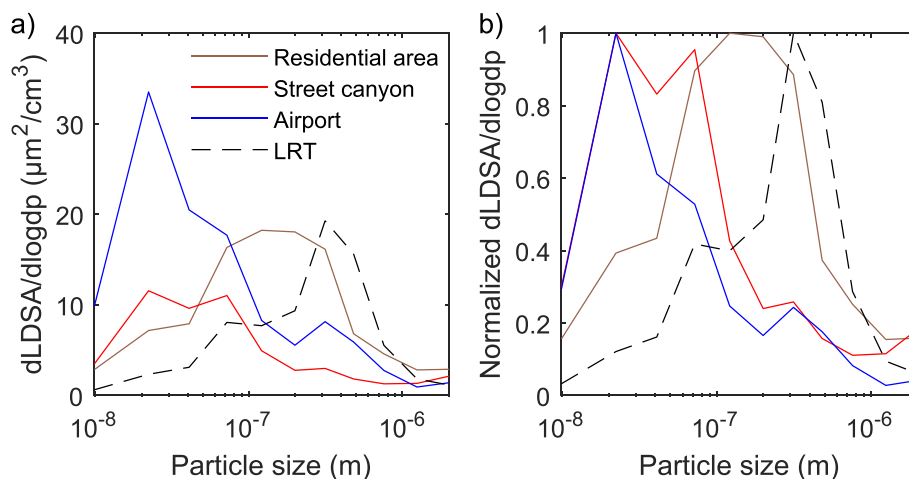 a)
40
30
20
10
0
dLDSA/dlogdp (μm²/cm³)
Residential area
Street canyon
Airport
LRT
10⁻⁸ 10⁻⁷ 10⁻⁶
Particle size (m)
b)
1
0.8
0.6
0.4
0.2
0
Normalized dLDSA/dlogdp
10⁻⁸ 10⁻⁷ 10⁻⁶
Particle size (m)